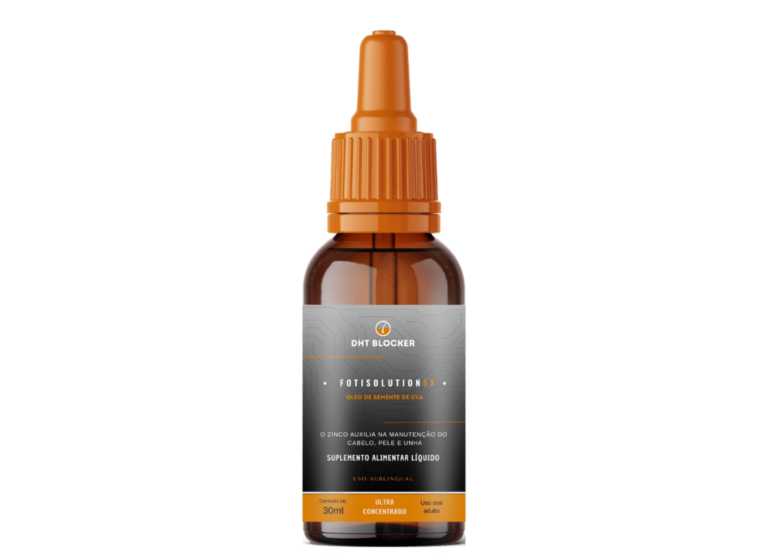 DHT BLOCKER
• FOTISOLUTION5X •
ÓLEO DE SEMENTE DE UVA
O ZINCO AUXILIA NA MANUTENÇÃO DO
CABELO, PELE E UNHA
SUPLEMENTO ALIMENTAR LÍQUIDO
USO SUBLINGUAL
30ml
ULTRA
CONCENTRADO
Uso oral
adulto